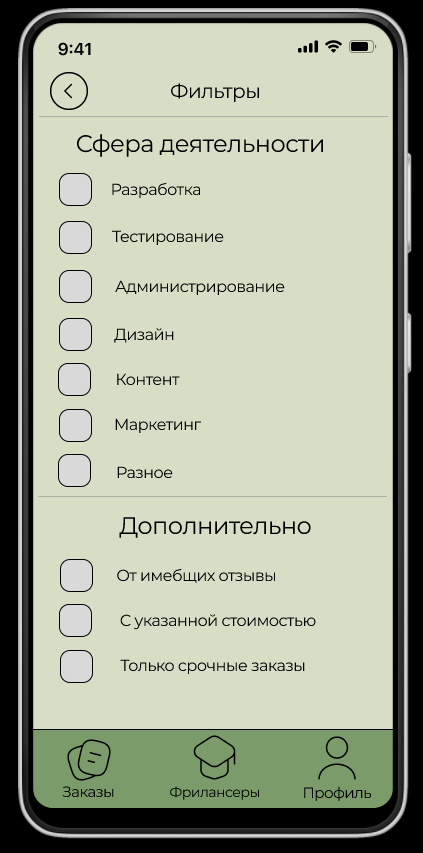 9:41
Фильтры
Сфера деятельности
Разработка
Тестирование
Администрирование
Дизайн
Контент
Маркетинг
Разное
Дополнительно
От имебщих отзывы
С указанной стоимостью
Только срочные заказы
Заказы Фрилансеры Профиль